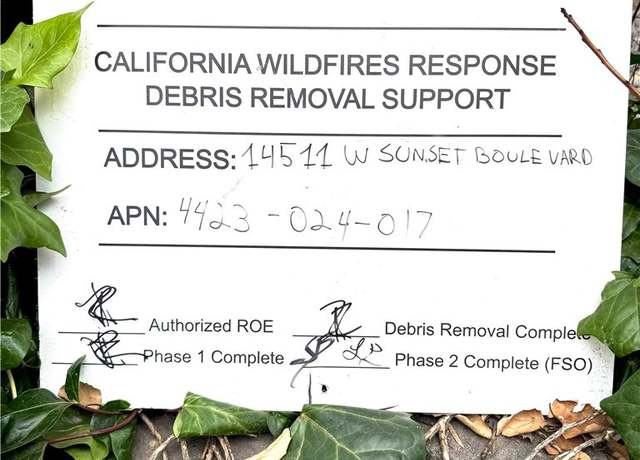 CALIFORNIA WILDFIRES RESPONSE
DEBRIS REMOVAL SUPPORT
ADDRESS: 14511 W SUNSET BOULEVARD
APN: 4423-024-017
Authorized ROE
Debris Removal Complete
Phase 1 Complete
Phase 2 Complete (FSO)